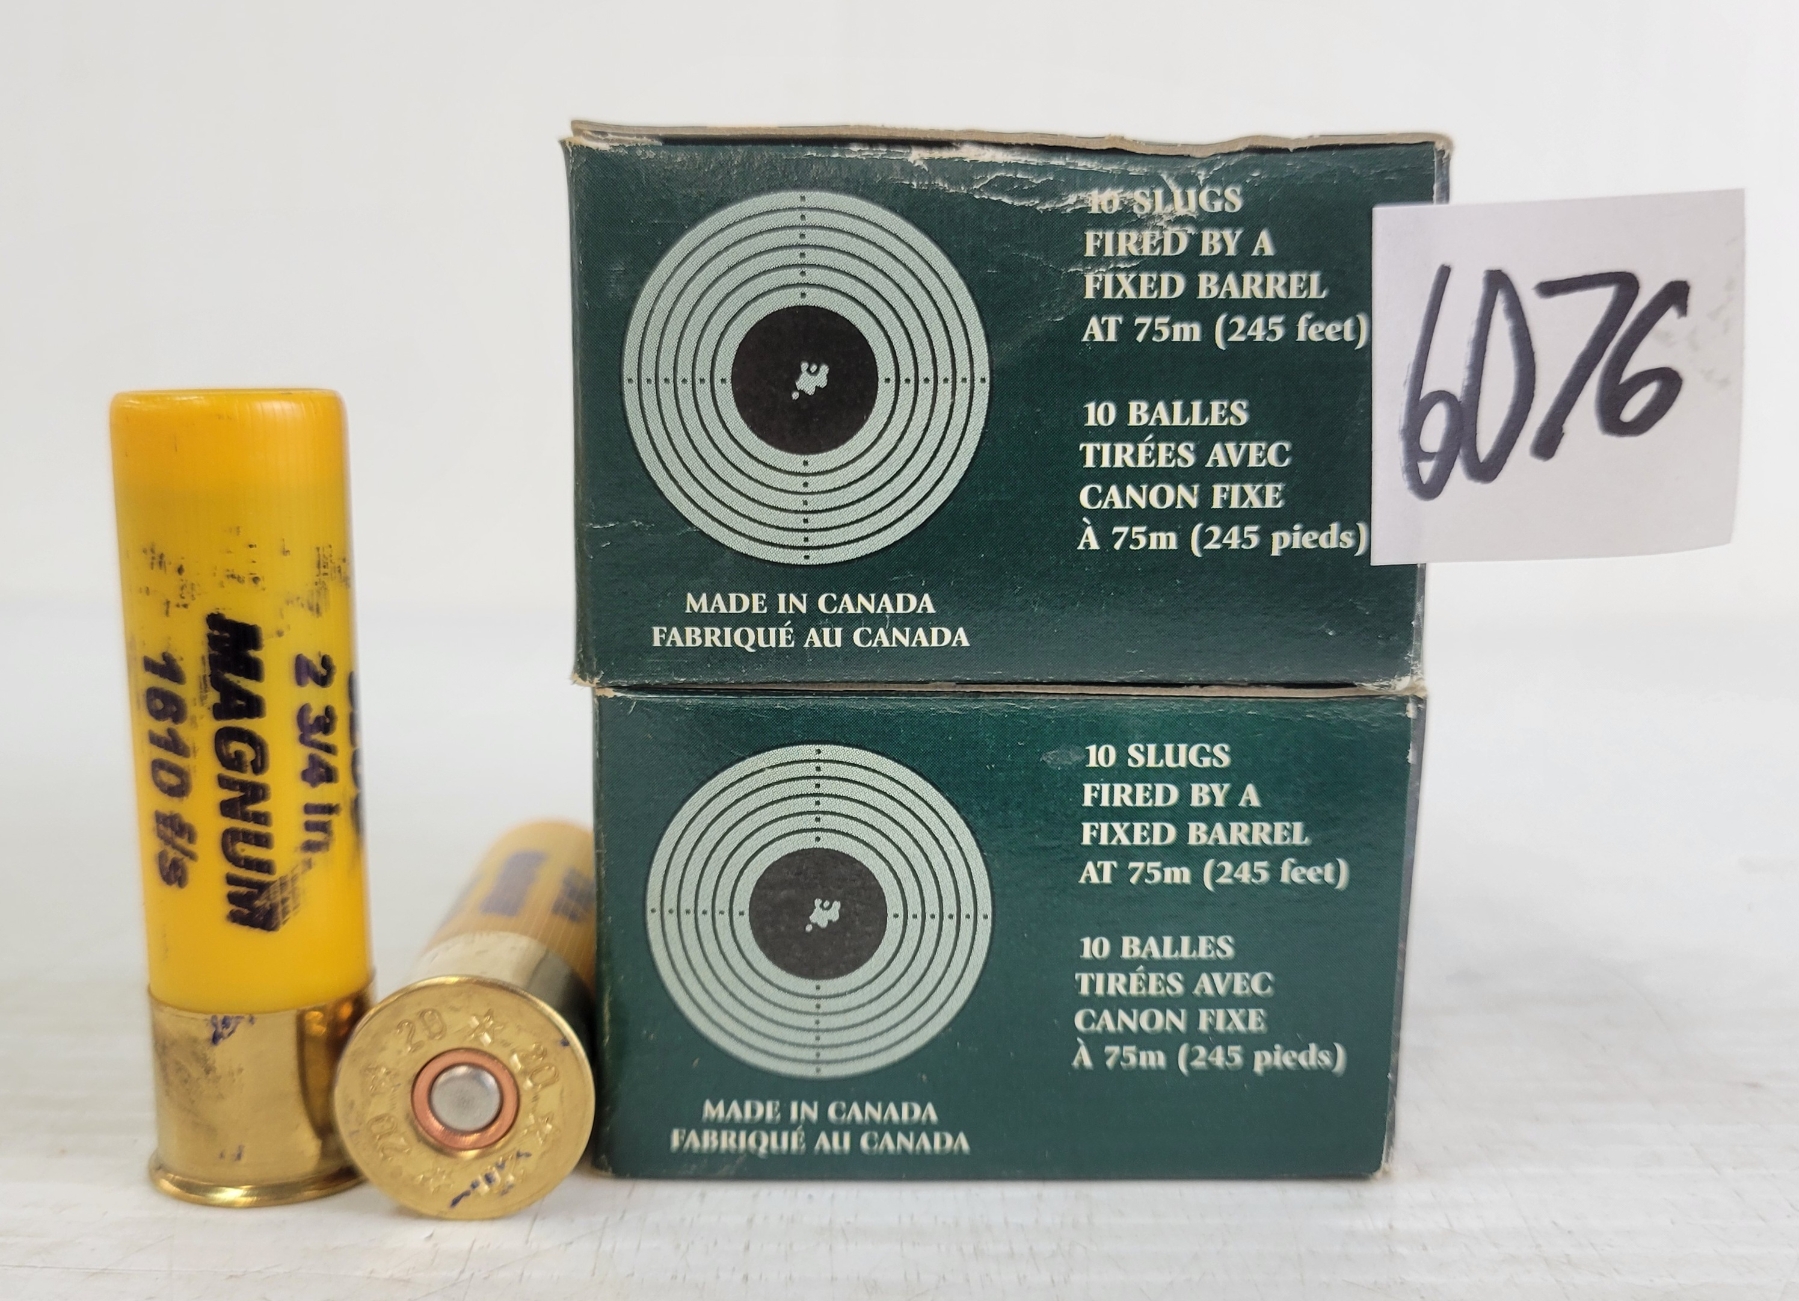 2 3/4 in.
MAGNUM
1610 f/s
20 * 20 * 20 *
10 SLUGS
FIRED BY A
FIXED BARREL
AT 75m (245 feet)
10 BALLES
TIRÉES AVEC
CANON FIXE
À 75m (245 pieds)
MADE IN CANADA
FABRIQUÉ AU CANADA
6076
10 SLUGS
FIRED BY A
FIXED BARREL
AT 75m (245 feet)
10 BALLES
TIRÉES AVEC
CANON FIXE
À 75m (245 pieds)
MADE IN CANADA
FABRIQUÉ AU CANADA